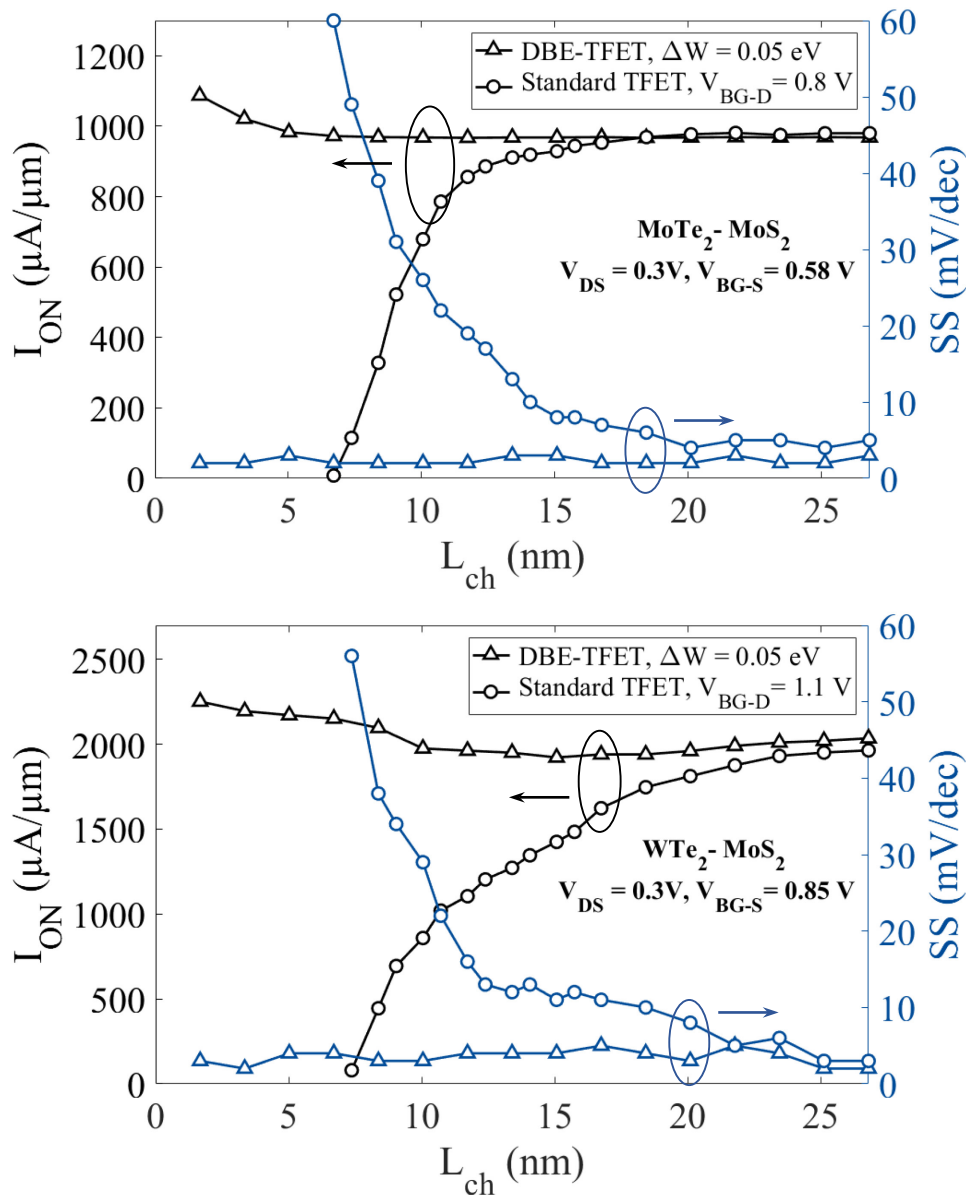 DBE-TFET, ΔW = 0.05 eV
Standard TFET, V_BG-D = 0.8 V
1200
1000
800
600
400
200
0
I_ON (μA/μm)
60
50
40
30
20
10
0
SS (mV/dec)
MoTe₂- MoS₂
V_DS = 0.3V, V_BG-S = 0.58 V
0 5 10 15 20 25
L_ch (nm)
DBE-TFET, ΔW = 0.05 eV
Standard TFET, V_BG-D = 1.1 V
2500
2000
1500
1000
500
0
I_ON (μA/μm)
60
50
40
30
20
10
0
SS (mV/dec)
WTe₂- MoS₂
V_DS = 0.3V, V_BG-S = 0.85 V
0 5 10 15 20 25
L_ch (nm)